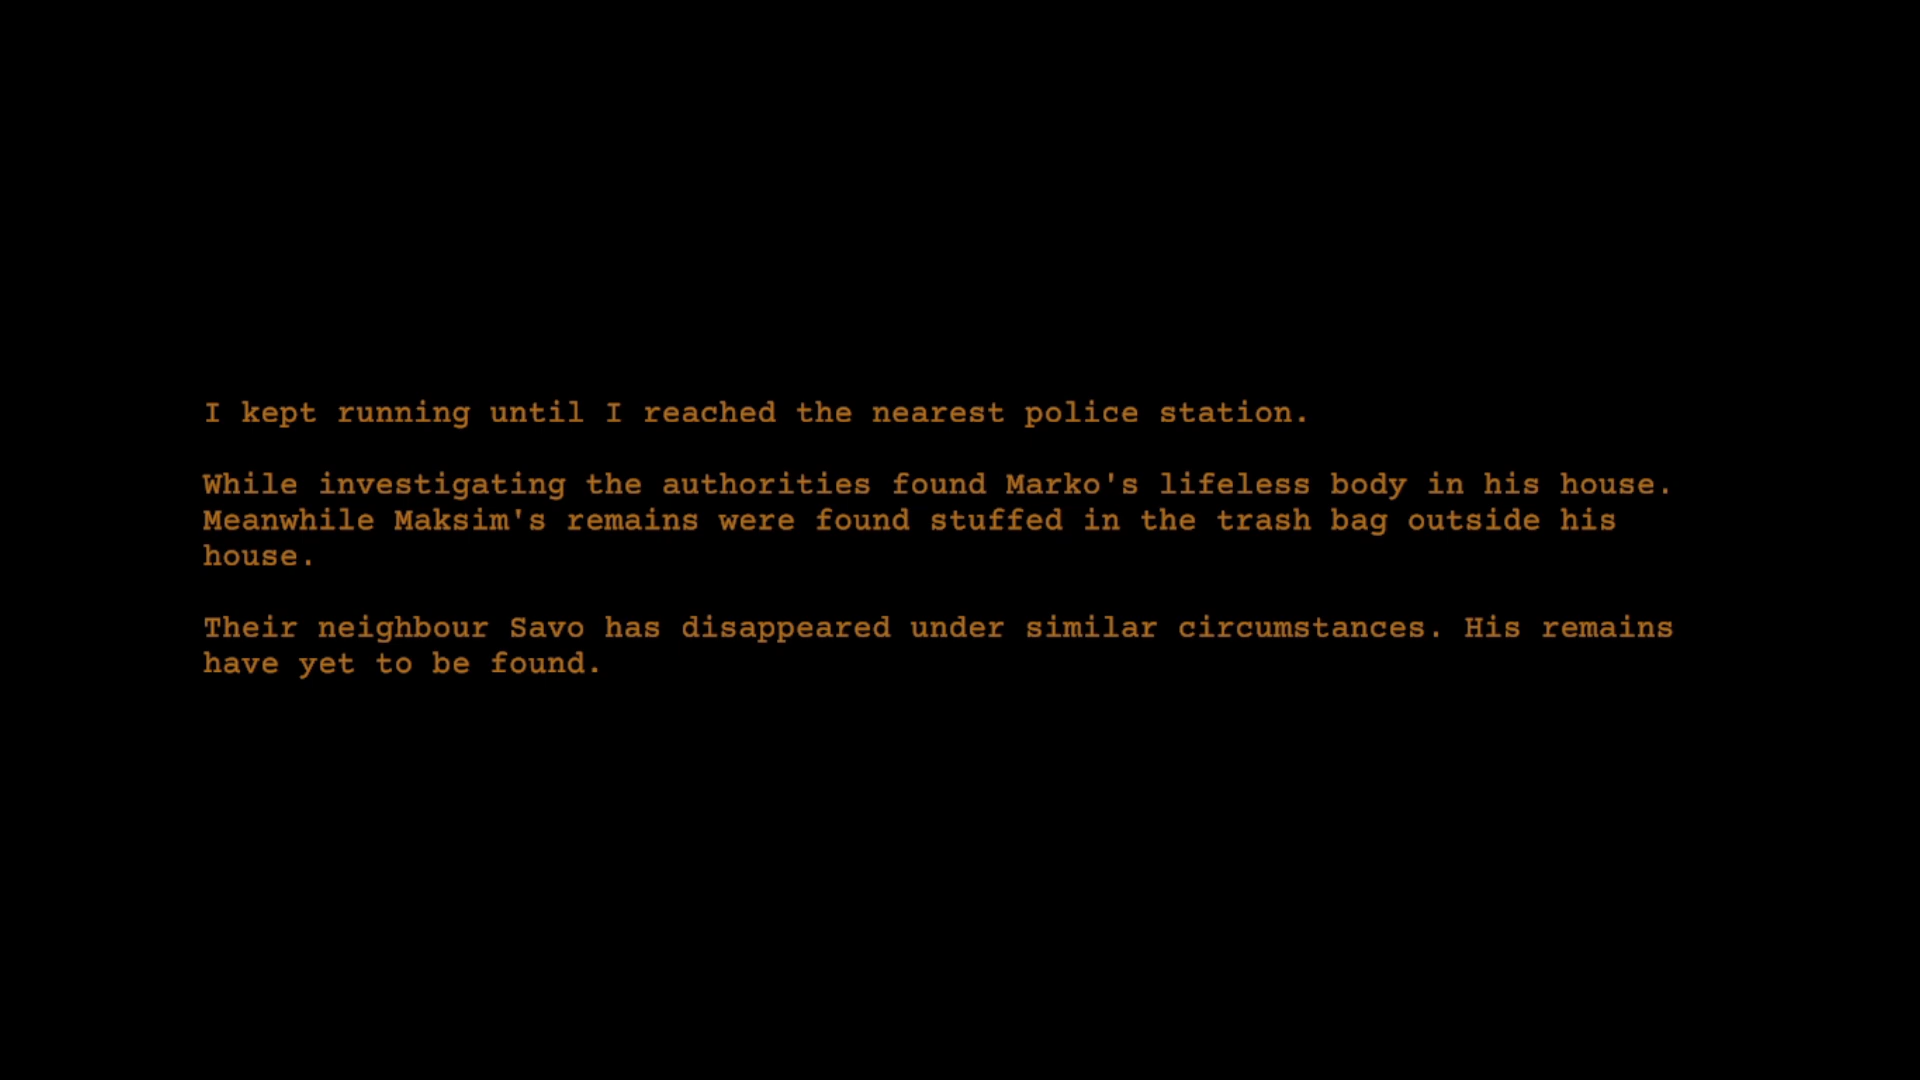 I kept running until I reached the nearest police station.
While investigating the authorities found Marko's lifeless body in his house.
Meanwhile Maksim's remains were found stuffed in the trash bag outside his
house.
Their neighbour Savo has disappeared under similar circumstances. His remains
have yet to be found.